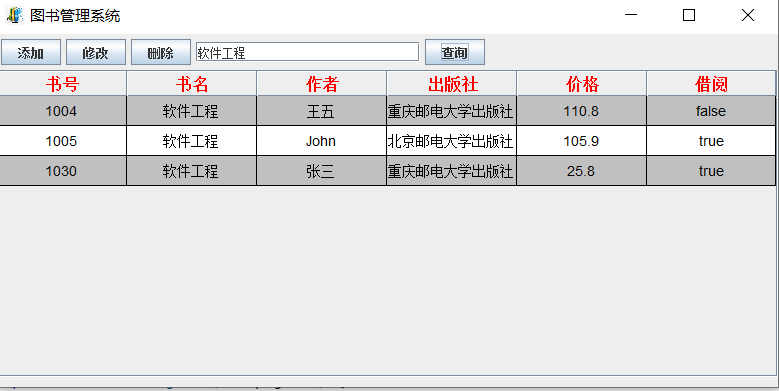 图书管理系统
添加 修改 删除 软件工程 查询
书号 书名 作者 出版社 价格 借阅
1004 软件工程 王五 重庆邮电大学出版社 110.8 false
1005 软件工程 John 北京邮电大学出版社 105.9 true
1030 软件工程 张三 重庆邮电大学出版社 25.8 true